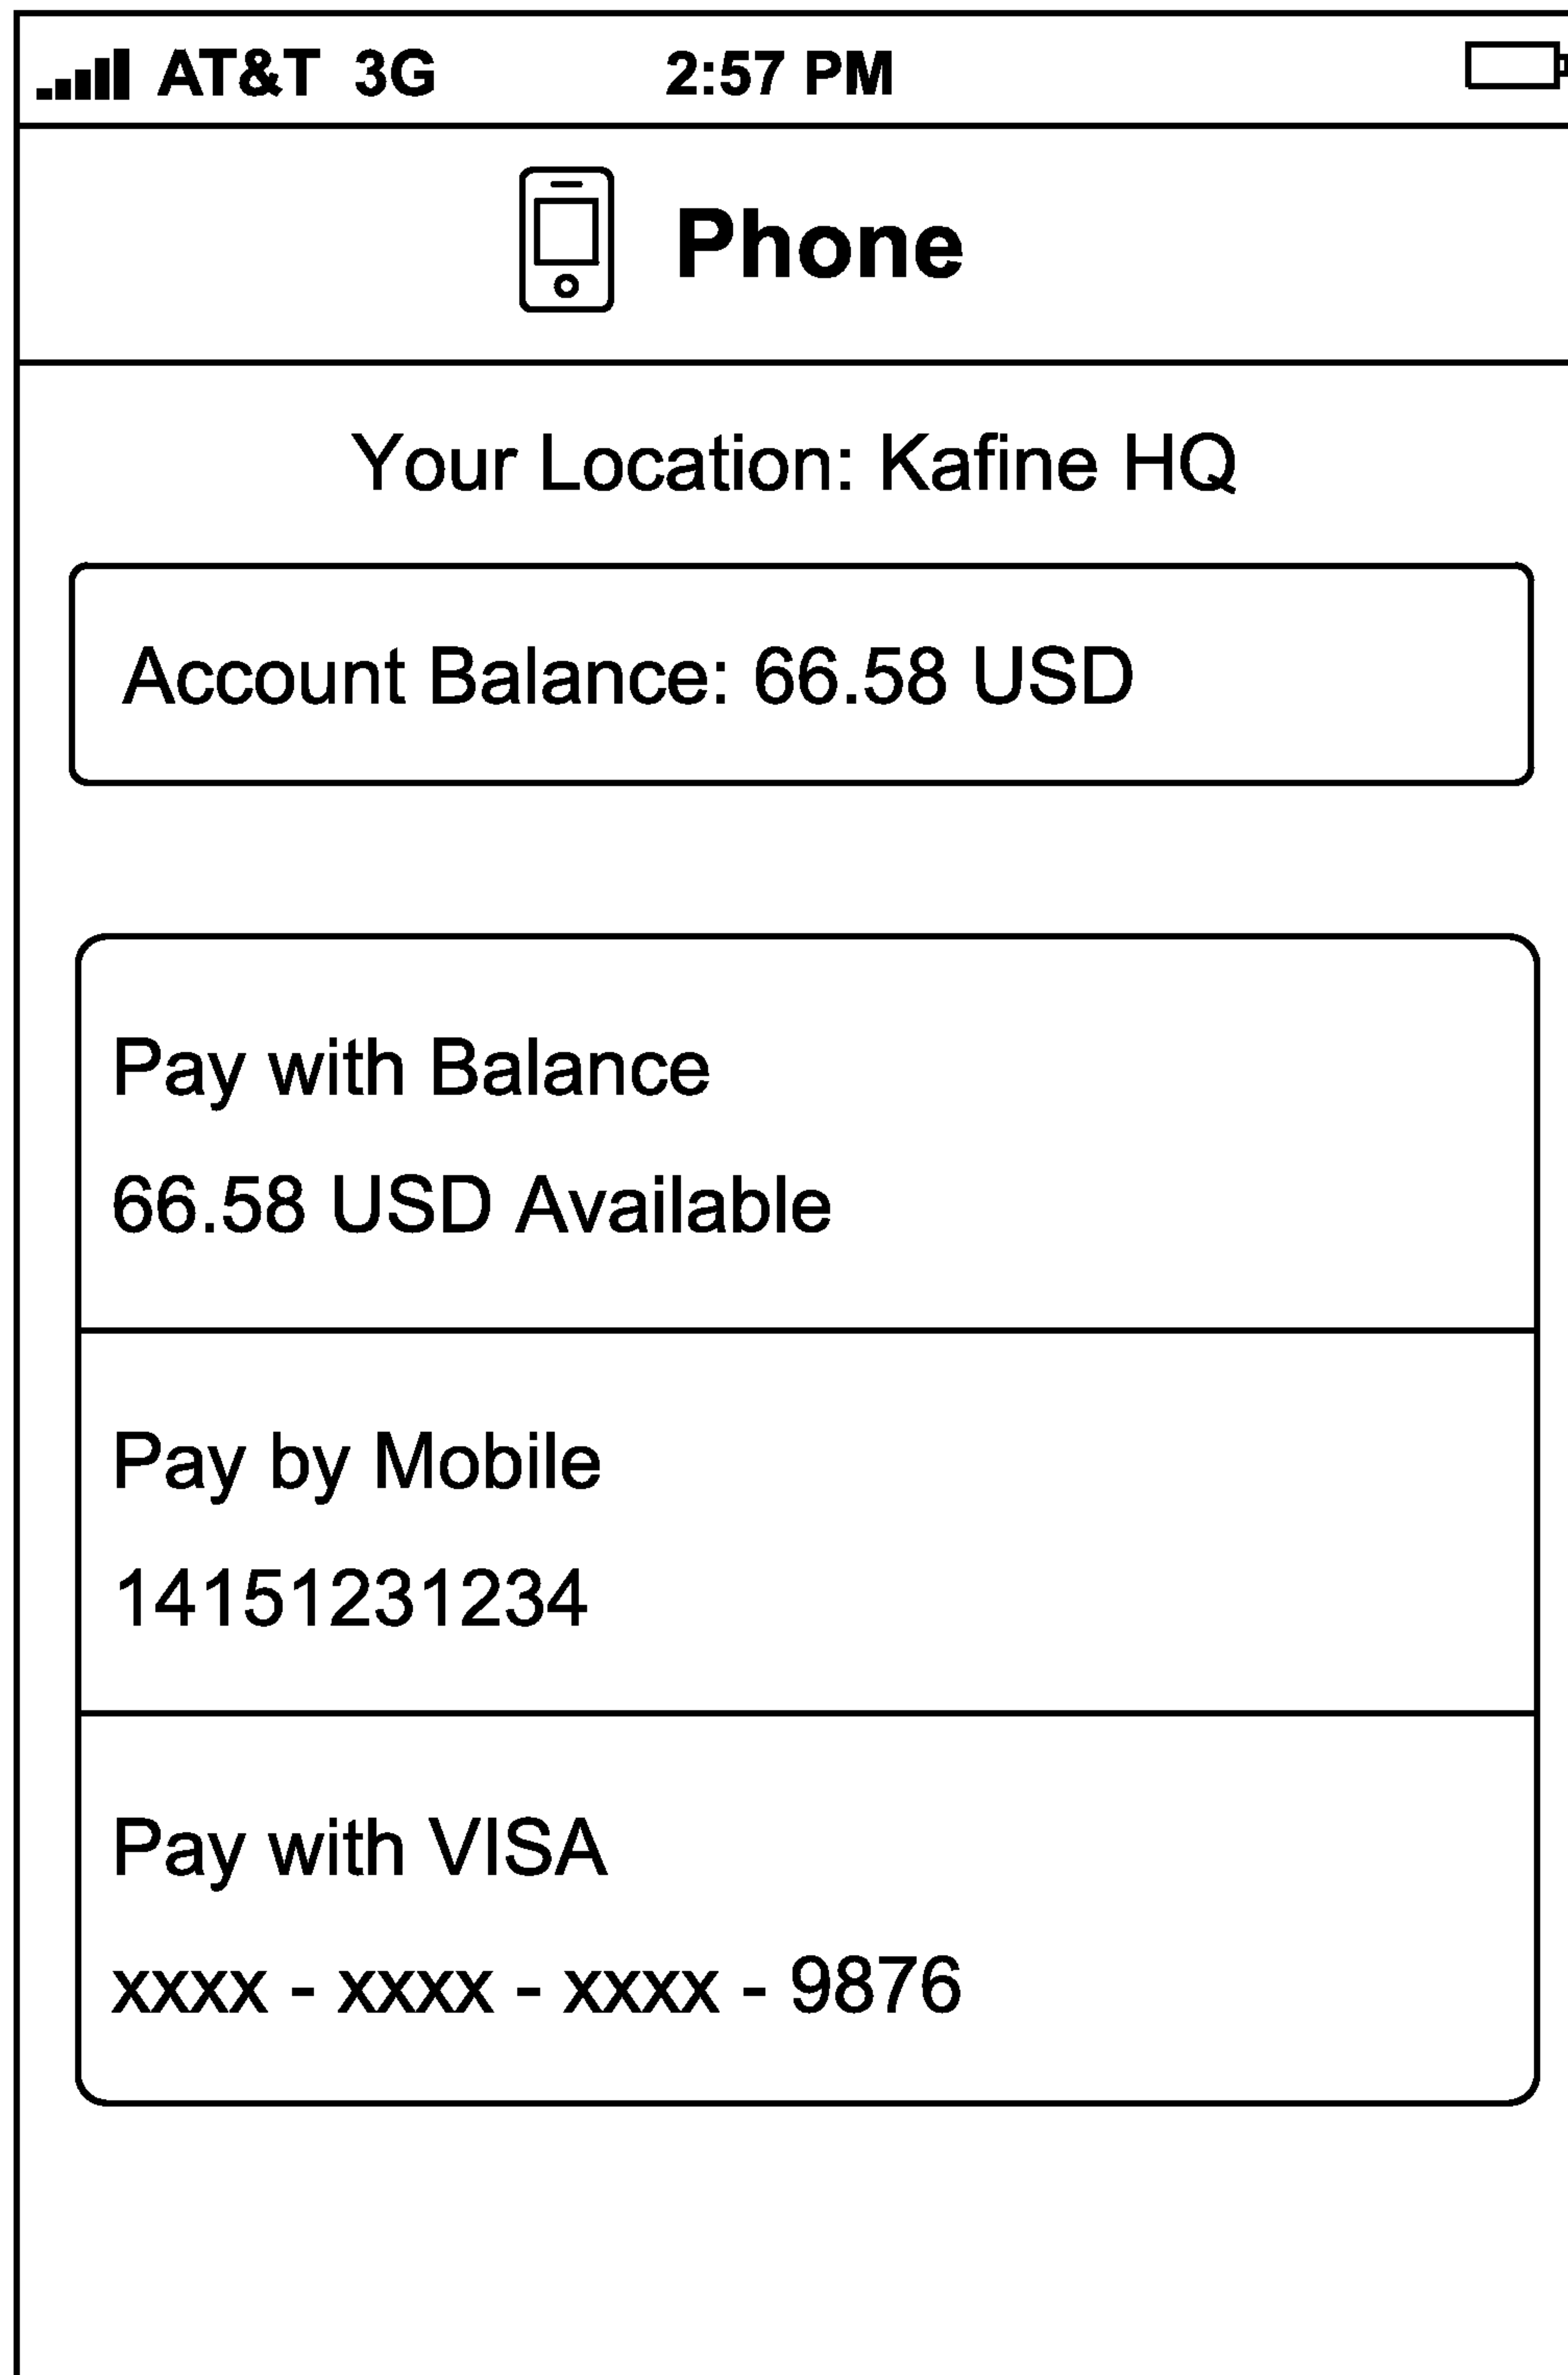 AT&T 3G 2:57 PM
Phone
Your Location: Kafine HQ
Account Balance: 66.58 USD
Pay with Balance
66.58 USD Available
Pay by Mobile
14151231234
Pay with VISA
xxxx - xxxx - xxxx - 9876